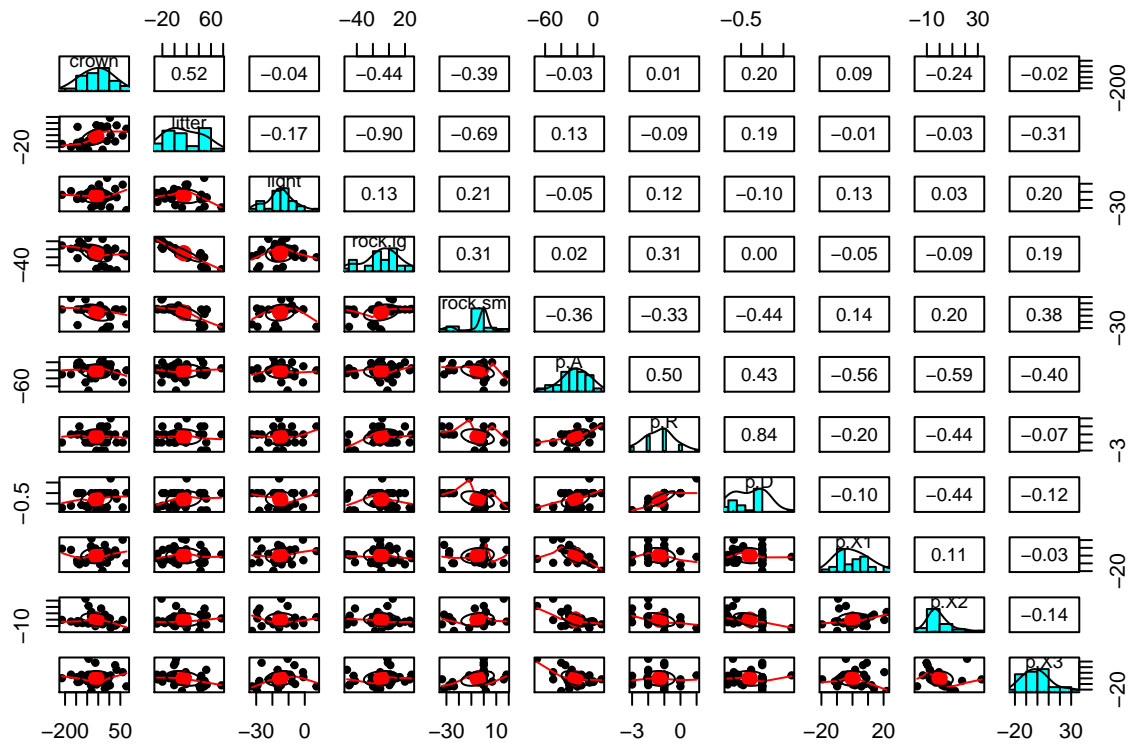 −20 60 −40 20 −60 0 −0.5 −10 30
crown 0.52 −0.04 −0.44 −0.39 −0.03 0.01 0.20 0.09 −0.24 −0.02 −200
−20 litter −0.17 −0.90 −0.69 0.13 −0.09 0.19 −0.01 −0.03 −0.31
light 0.13 0.21 −0.05 0.12 −0.10 0.13 0.03 0.20 −30
−40 rock.lg 0.31 0.02 0.31 0.00 −0.05 −0.09 0.19
rock.sm −0.36 −0.33 −0.44 0.14 0.20 0.38 −30
−60 p.A 0.50 0.43 −0.56 −0.59 −0.40
p.R 0.84 −0.20 −0.44 −0.07 −3
−0.5 p.D −0.10 −0.44 −0.12
p.X1 0.11 −0.03 −20
−10 p.X2 −0.14
p.X3 −20
−200 50 −30 0 −30 10 −3 0 −20 20 −20 30